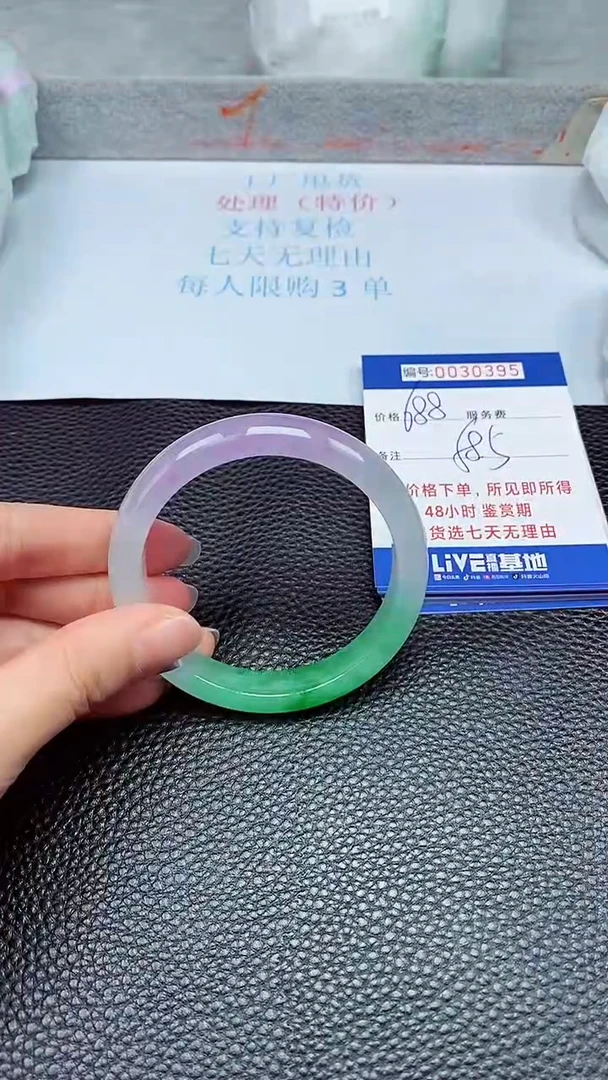 处理（特价）
支持复检
七天无理由
每人限购3单
编号:0030395
价格 688 服务费
备注 685
价格下单，所见即所得
48小时 鉴赏期
货选七天无理由
LIVE 直播基地